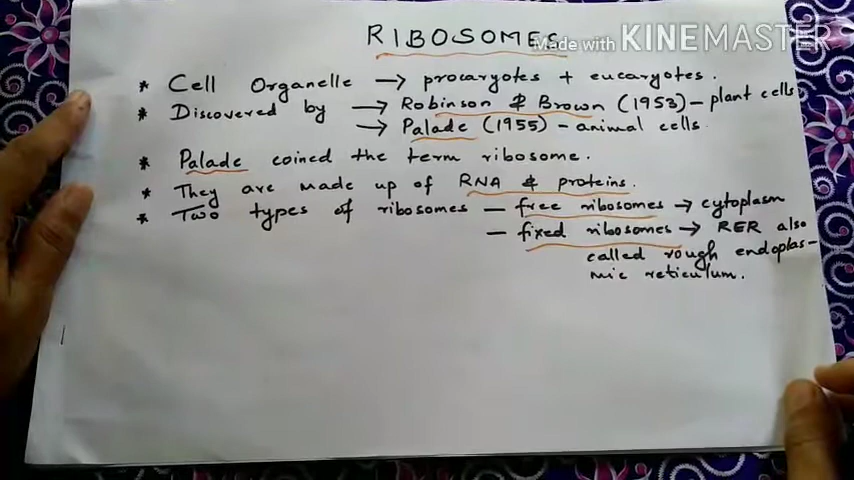 RIBOSOMES
Made with KINEMASTER
* Cell Organelle → procaryotes + eucaryotes.
* Discovered by → Robinson & Brown (1953) - plant cells
→ Palade (1955) - animal cells.
* Palade coined the term ribosome.
* They are made up of RNA & proteins.
* Two types of ribosomes - free ribosomes → cytoplasm
- fixed ribosomes → RER also
called rough endoplas-
mic reticulum.